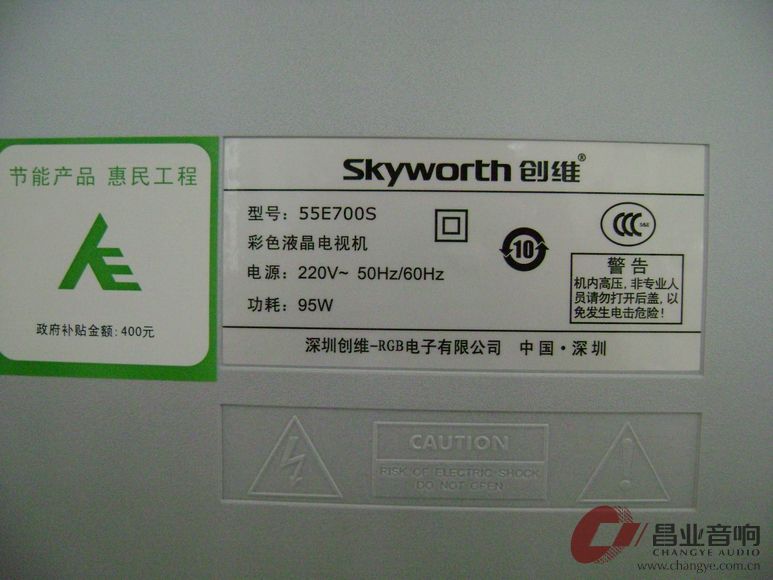 节能产品 惠民工程
政府补贴金额: 400元
Skyworth 创维®
型号: 55E700S
彩色液晶电视机
电源: 220V~ 50Hz/60Hz
功耗: 95W
10
CCC
S&E
警告
机内高压, 非专业人
员请勿打开后盖, 以
免发生电击危险!
深圳创维-RGB电子有限公司 中国·深圳
CAUTION
RISK OF ELECTRIC SHOCK
DO NOT OPEN
昌业音响
CHANGYE AUDIO
www.changye.com.cn